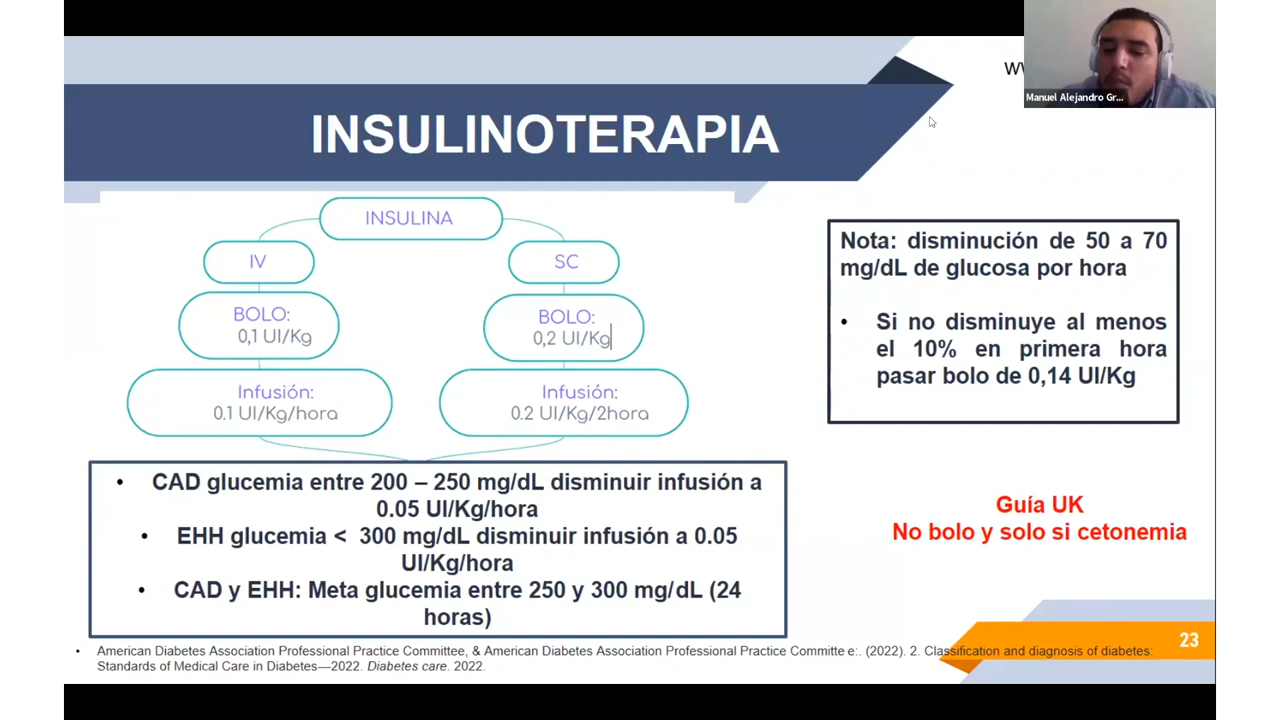 Manuel Alejandro Gr...
INSULINOTERAPIA
INSULINA
IV
BOLO:
0,1 UI/Kg
Infusión:
0.1 UI/Kg/hora
SC
BOLO:
0,2 UI/Kg
Infusión:
0.2 UI/Kg/2hora
Nota: disminución de 50 a 70
mg/dL de glucosa por hora
• Si no disminuye al menos
el 10% en primera hora
pasar bolo de 0,14 UI/Kg
• CAD glucemia entre 200 – 250 mg/dL disminuir infusión a
0.05 UI/Kg/hora
• EHH glucemia < 300 mg/dL disminuir infusión a 0.05
UI/Kg/hora
• CAD y EHH: Meta glucemia entre 250 y 300 mg/dL (24
horas)
Guía UK
No bolo y solo si cetonemia
23
• American Diabetes Association Professional Practice Committee, & American Diabetes Association Professional Practice Committe e:. (2022). 2. Classification and diagnosis of diabetes:
Standards of Medical Care in Diabetes—2022. Diabetes care. 2022.